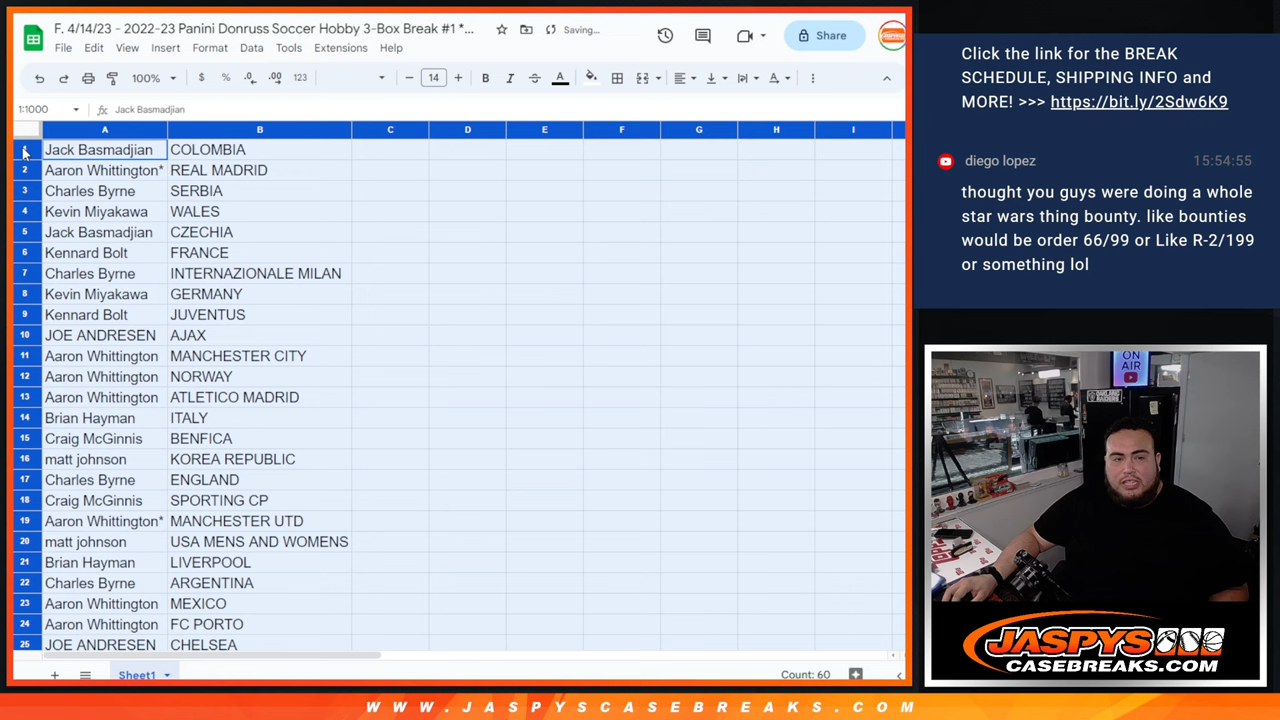 F. 4/14/23 - 2022-23 Panini Donruss Soccer Hobby 3-Box Break #1 *...
Saving...
Share
File Edit View Insert Format Data Tools Extensions Help
100% $ % .0 .00 123 14 B I A
1:1000 fx Jack Basmadjian
A B C D E F G H I
1 Jack Basmadjian COLOMBIA
2 Aaron Whittington* REAL MADRID
3 Charles Byrne SERBIA
4 Kevin Miyakawa WALES
5 Jack Basmadjian CZECHIA
6 Kennard Bolt FRANCE
7 Charles Byrne INTERNAZIONALE MILAN
8 Kevin Miyakawa GERMANY
9 Kennard Bolt JUVENTUS
10 JOE ANDRESEN AJAX
11 Aaron Whittington MANCHESTER CITY
12 Aaron Whittington NORWAY
13 Aaron Whittington ATLETICO MADRID
14 Brian Hayman ITALY
15 Craig McGinnis BENFICA
16 matt johnson KOREA REPUBLIC
17 Charles Byrne ENGLAND
18 Craig McGinnis SPORTING CP
19 Aaron Whittington* MANCHESTER UTD
20 matt johnson USA MENS AND WOMENS
21 Brian Hayman LIVERPOOL
22 Charles Byrne ARGENTINA
23 Aaron Whittington MEXICO
24 Aaron Whittington FC PORTO
25 JOE ANDRESEN CHELSEA
Sheet1
Count: 60
Click the link for the BREAK
SCHEDULE, SHIPPING INFO and
MORE! >>> https://bit.ly/2Sdw6K9
diego lopez 15:54:55
thought you guys were doing a whole
star wars thing bounty. like bounties
would be order 66/99 or Like R-2/199
or something lol
ON
AIR
JASPYS
CASEBREAKS.COM
WWW.JASPYSCASEBREAKS.COM